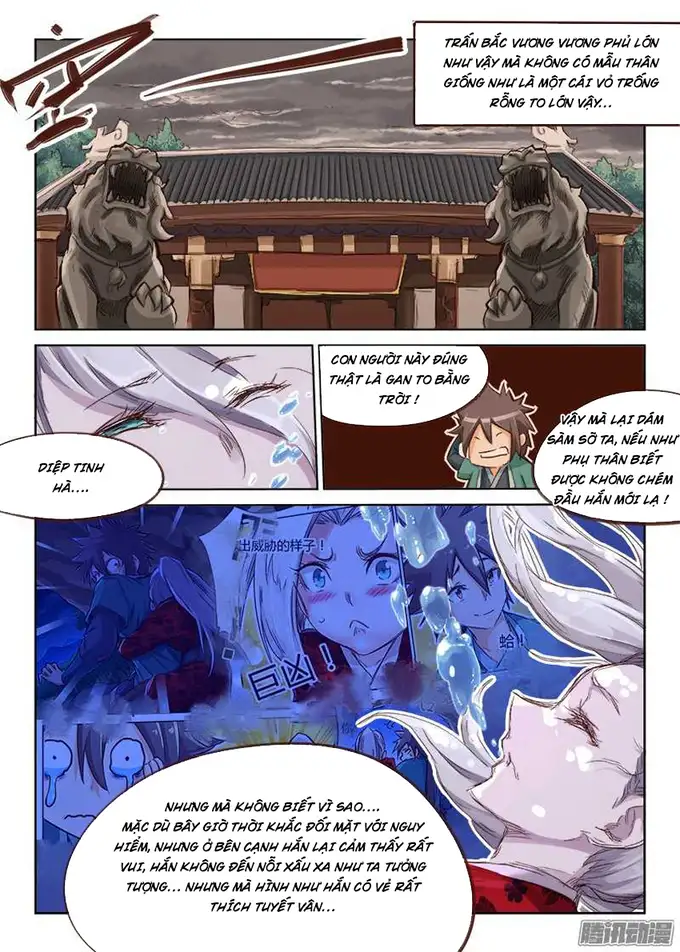 空
TRẤN BẮC VƯƠNG VƯƠNG PHỦ LỚN
NHƯ VẬY MÀ KHÔNG CÓ MẪU THÂN
GIỐNG NHƯ LÀ MỘT CÁI VỎ TRỐNG
RỖNG TO LỚN VẬY...
CON NGƯỜI NÀY ĐÚNG
THẬT LÀ GAN TO BẰNG
TRỜI !
VẬY MÀ LẠI DÁM
SÀM SỠ TA, NẾU NHƯ
PHỤ THÂN BIẾT
ĐƯỢC KHÔNG CHÉM
ĐẦU HẮN MỚI LẠ !
DIỆP TINH
HÀ....
出威胁的样子！
巨凶！
蛤！
NHƯNG MÀ KHÔNG BIẾT VÌ SAO....
MẶC DÙ BÂY GIỜ THỜI KHẮC ĐỐI MẶT VỚI NGUY
HIỂM, NHƯNG Ở BÊN CẠNH HẮN LẠI CẢM THẤY RẤT
VUI, HẮN KHÔNG ĐẾN NỖI XẤU XA NHƯ TA TƯỞNG
TƯỢNG... NHƯNG MÀ HÌNH NHƯ HẮN CÓ VẺ RẤT
THÍCH TUYẾT VÂN...
腾讯动漫